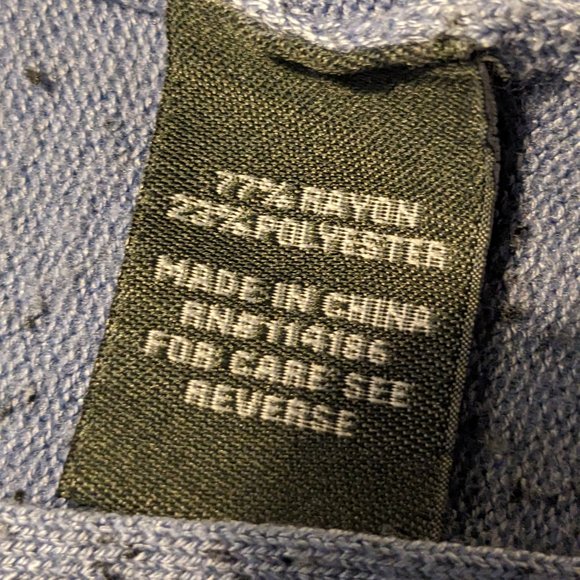 77% RAYON
23% POLYESTER
MADE IN CHINA
RN#114186
FOR CARE SEE
REVERSE